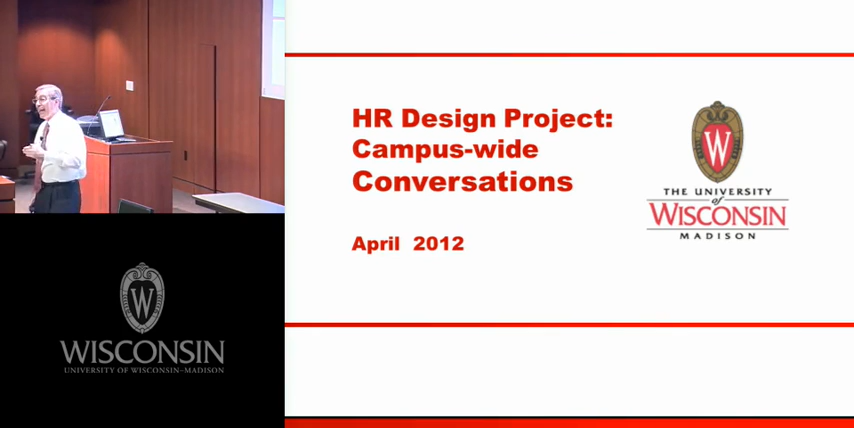 HR Design Project:
Campus-wide
Conversations
April 2012
W
THE UNIVERSITY
of
WISCONSIN
MADISON
W
WISCONSIN
UNIVERSITY OF WISCONSIN–MADISON